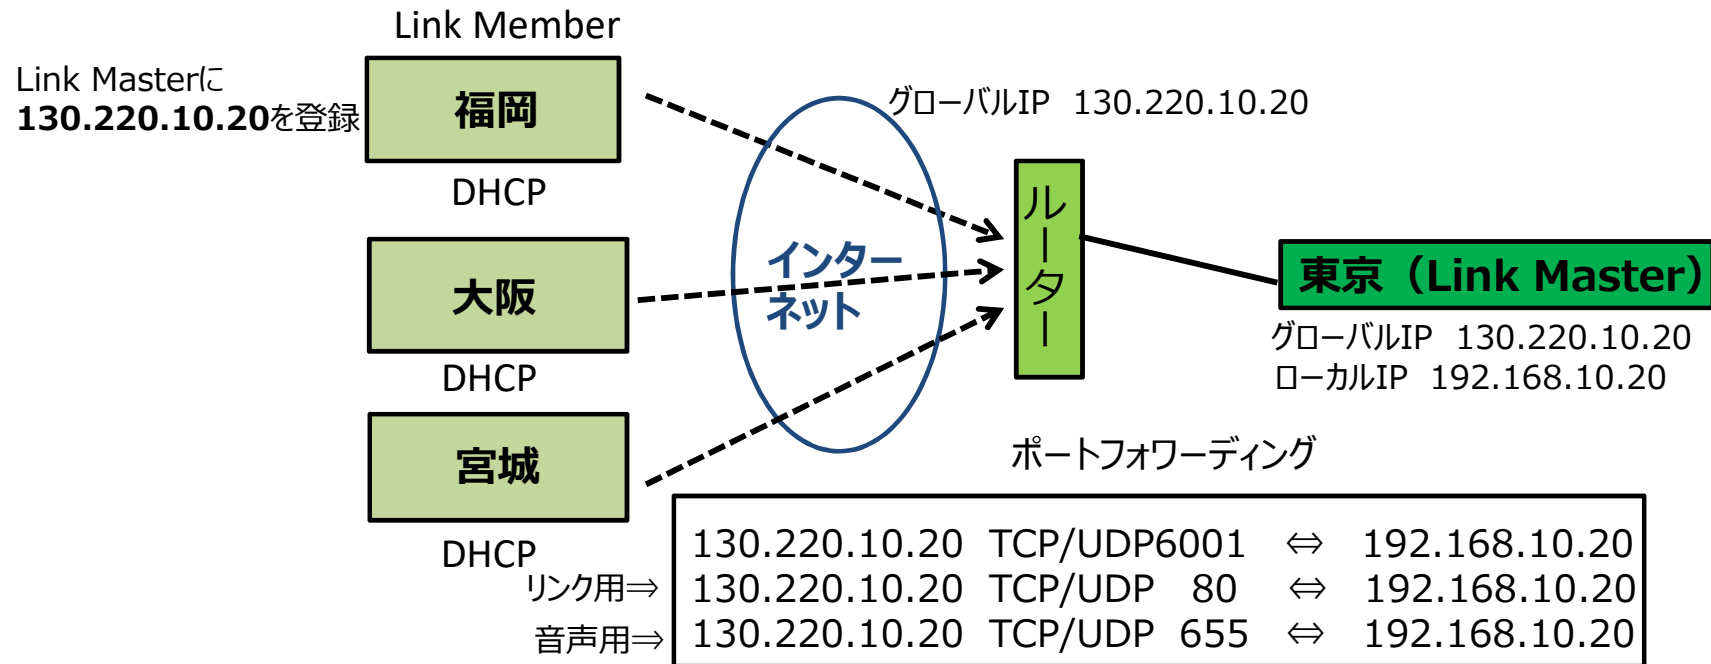 Link Member
Link Masterに
130.220.10.20を登録
福岡
DHCP
グローバルIP 130.220.10.20
大阪
DHCP
インター
ネット
ルーター
東京（Link Master）
グローバルIP 130.220.10.20
ローカルIP 192.168.10.20
宮城
DHCP
ポートフォワーディング
130.220.10.20 TCP/UDP6001 ⇔ 192.168.10.20
リンク用⇒ 130.220.10.20 TCP/UDP 80 ⇔ 192.168.10.20
音声用⇒ 130.220.10.20 TCP/UDP 655 ⇔ 192.168.10.20